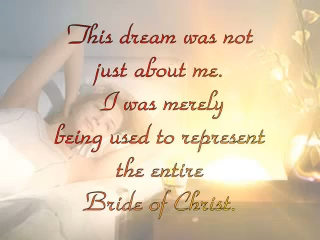 This dream was not
just about me.
I was merely
being used to represent
the entire
Bride of Christ.